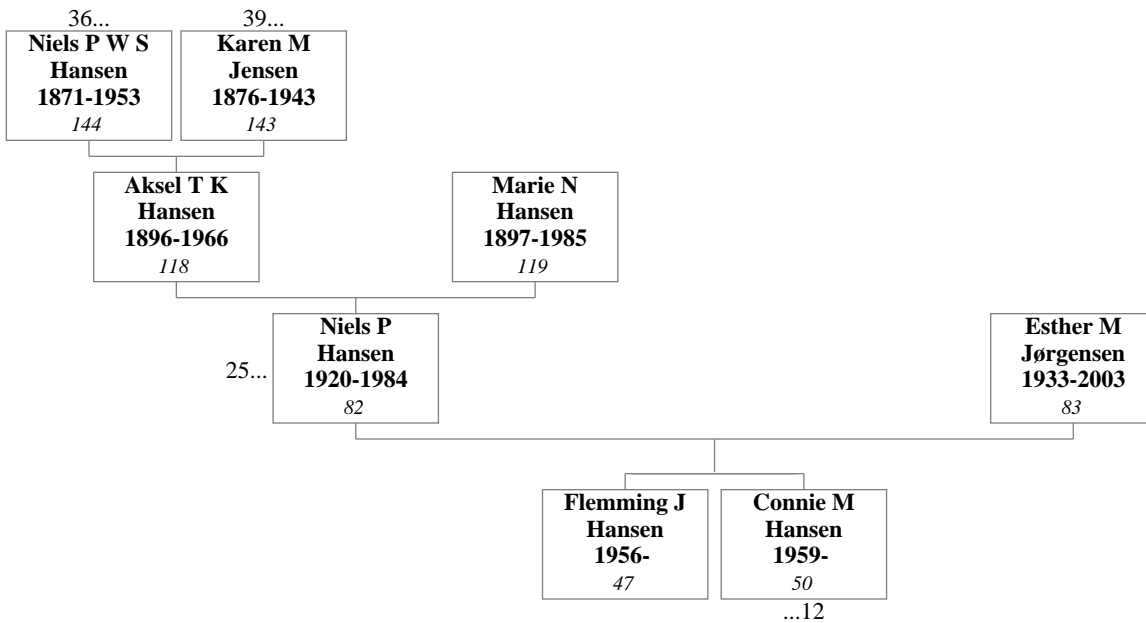 36...
39...
Niels P W S
Hansen
1871-1953
144
Karen M
Jensen
1876-1943
143
Aksel T K
Hansen
1896-1966
118
Marie N
Hansen
1897-1985
119
25...
Niels P
Hansen
1920-1984
82
Esther M
Jørgensen
1933-2003
83
Flemming J
Hansen
1956-
47
Connie M
Hansen
1959-
50
...12